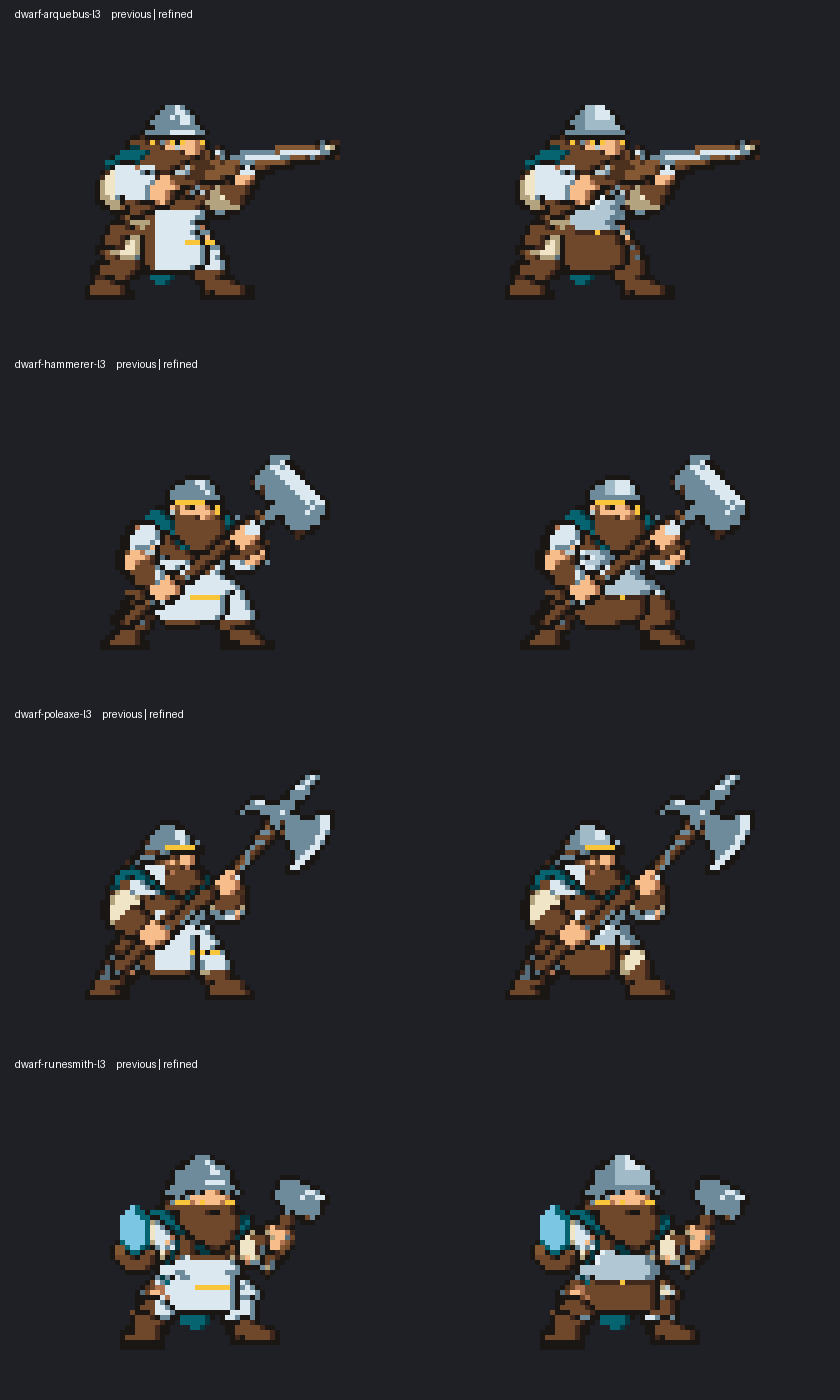 dwarf-arquebus-l3 previous | refined
dwarf-hammerer-l3 previous | refined
dwarf-poleaxe-l3 previous | refined
dwarf-runesmith-l3 previous | refined